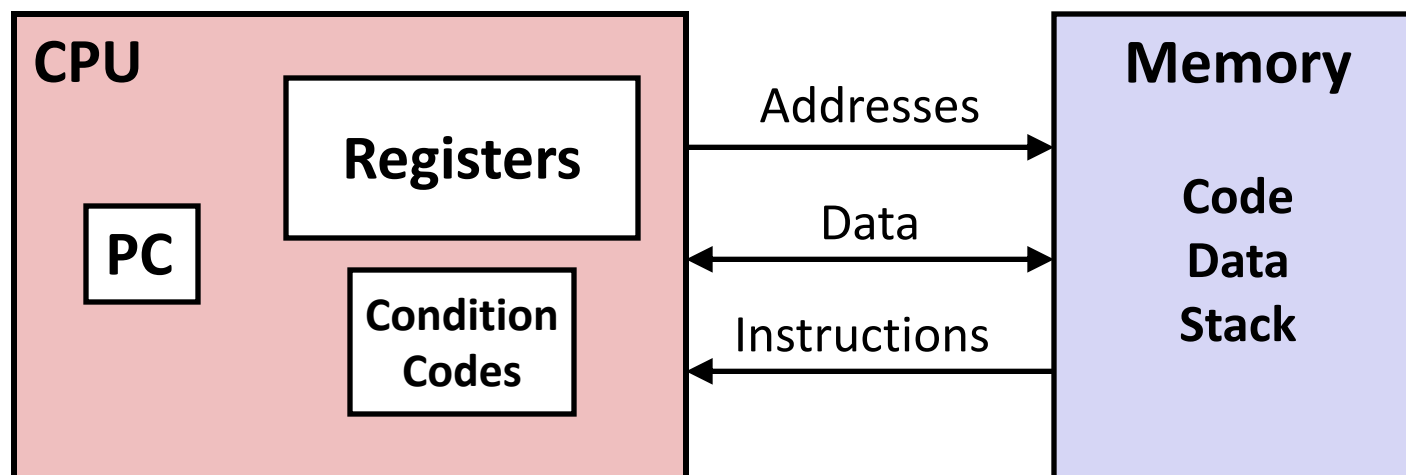 CPU
Registers
PC
Condition
Codes
Addresses
Data
Instructions
Memory
Code
Data
Stack